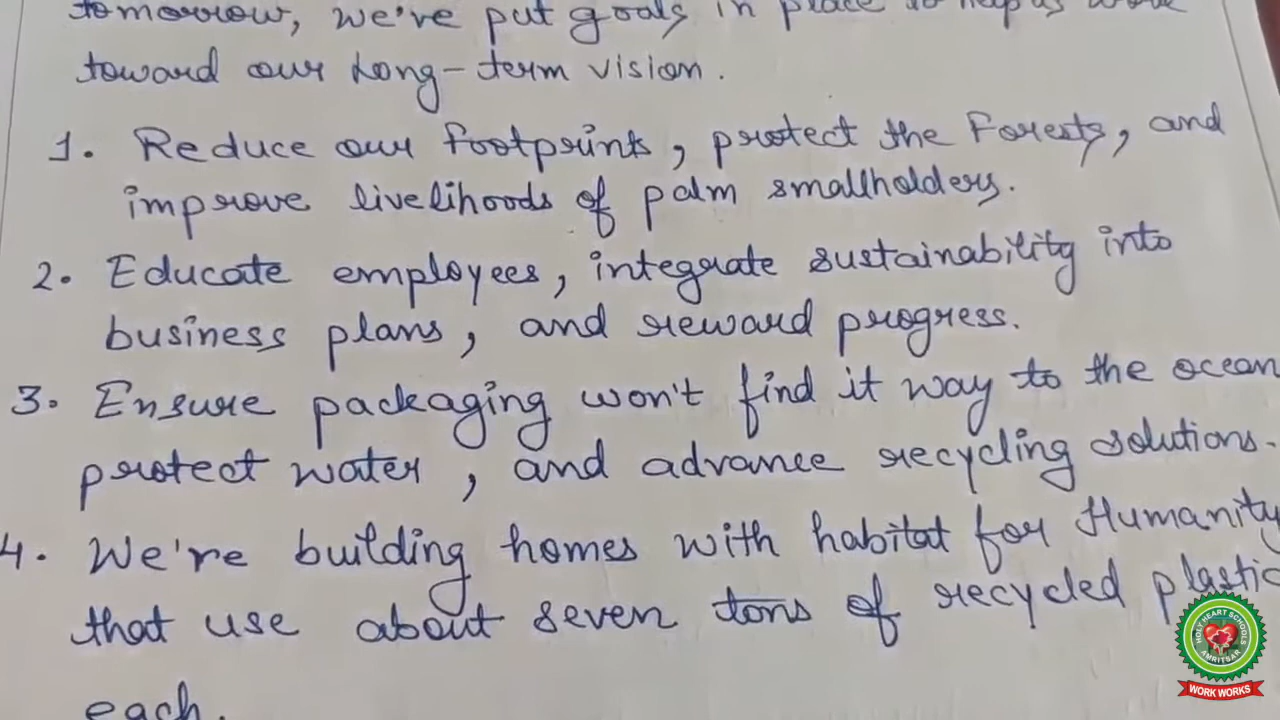 tomorrow, we've put goals in place to help us work
toward our Long-term vision.
1. Reduce our footprints, protect the Forests, and
improve livelihoods of palm smallholders.
2. Educate employees, integrate sustainability into
business plans, and reward progress.
3. Ensure packaging won't find it way to the ocean
protect water, and advance recycling solutions.
4. We're building homes with habitat for Humanity
that use about seven tons of recycled plastic
each.
HOLY HEART SCHOOLS
AMRITSAR
WORK WORKS